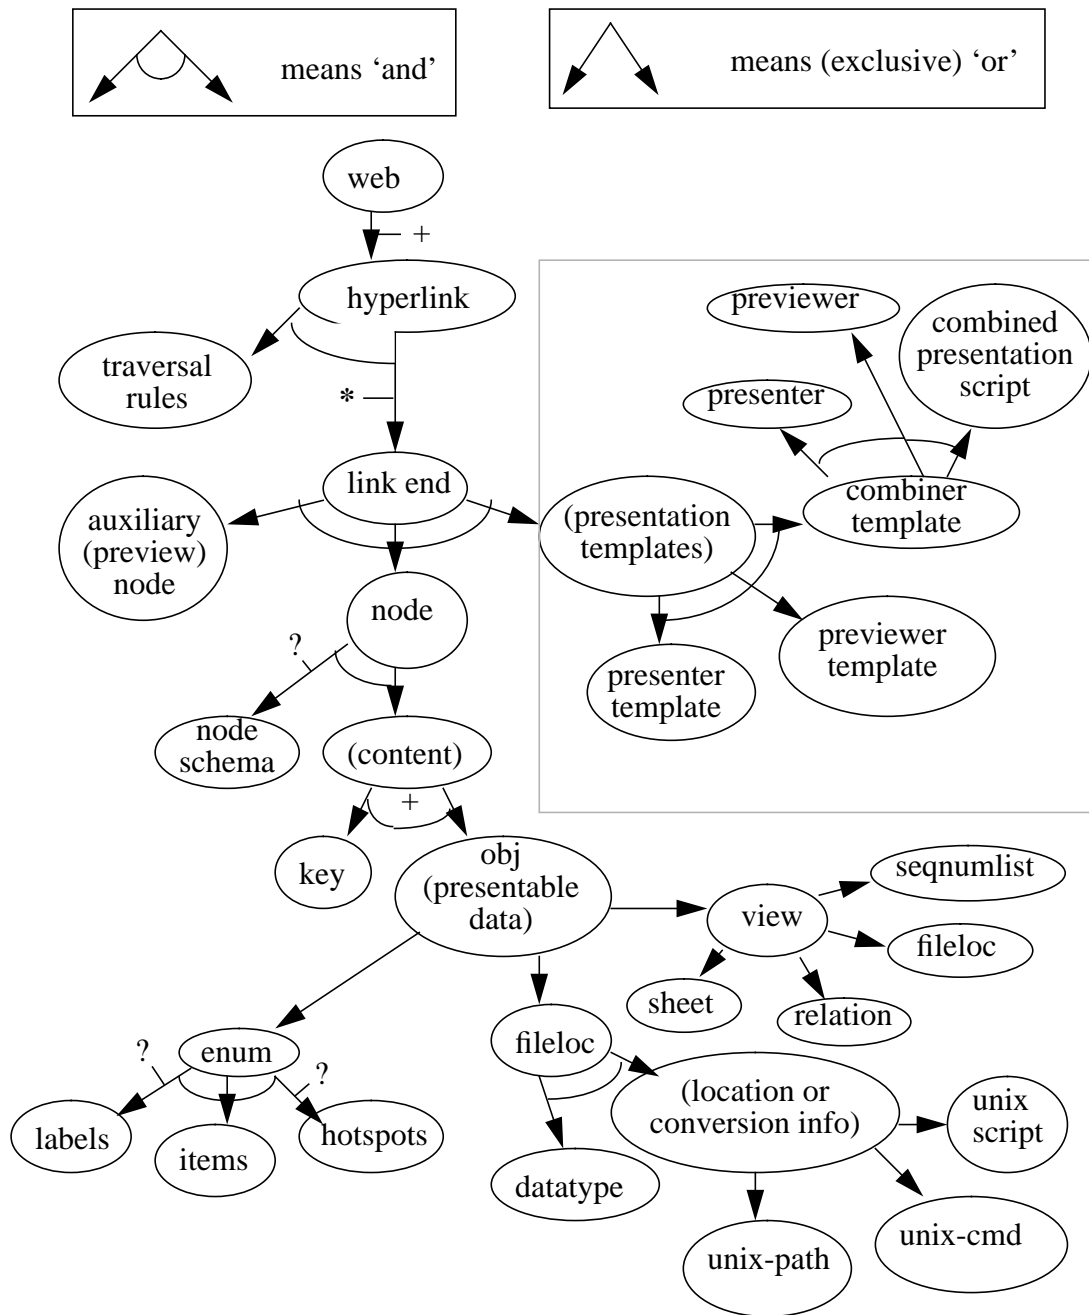 means ‘and’
means (exclusive) ‘or’
web
+
hyperlink
previewer
combined
presentation
script
traversal
rules
presenter
*
link end
combiner
template
auxiliary
(preview)
node
(presentation
templates)
node
?
previewer
template
presenter
template
node
schema
(content)
+
key
obj
(presentable
data)
seqnumlist
view
fileloc
sheet
relation
enum
?
?
fileloc
(location or
conversion info)
unix
script
labels
items
hotspots
datatype
unix-path
unix-cmd